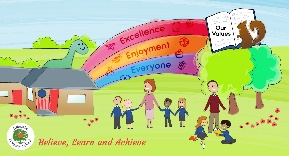 Excellence
Enjoyment
Everyone
Our
Values
Believe, Learn and Achieve